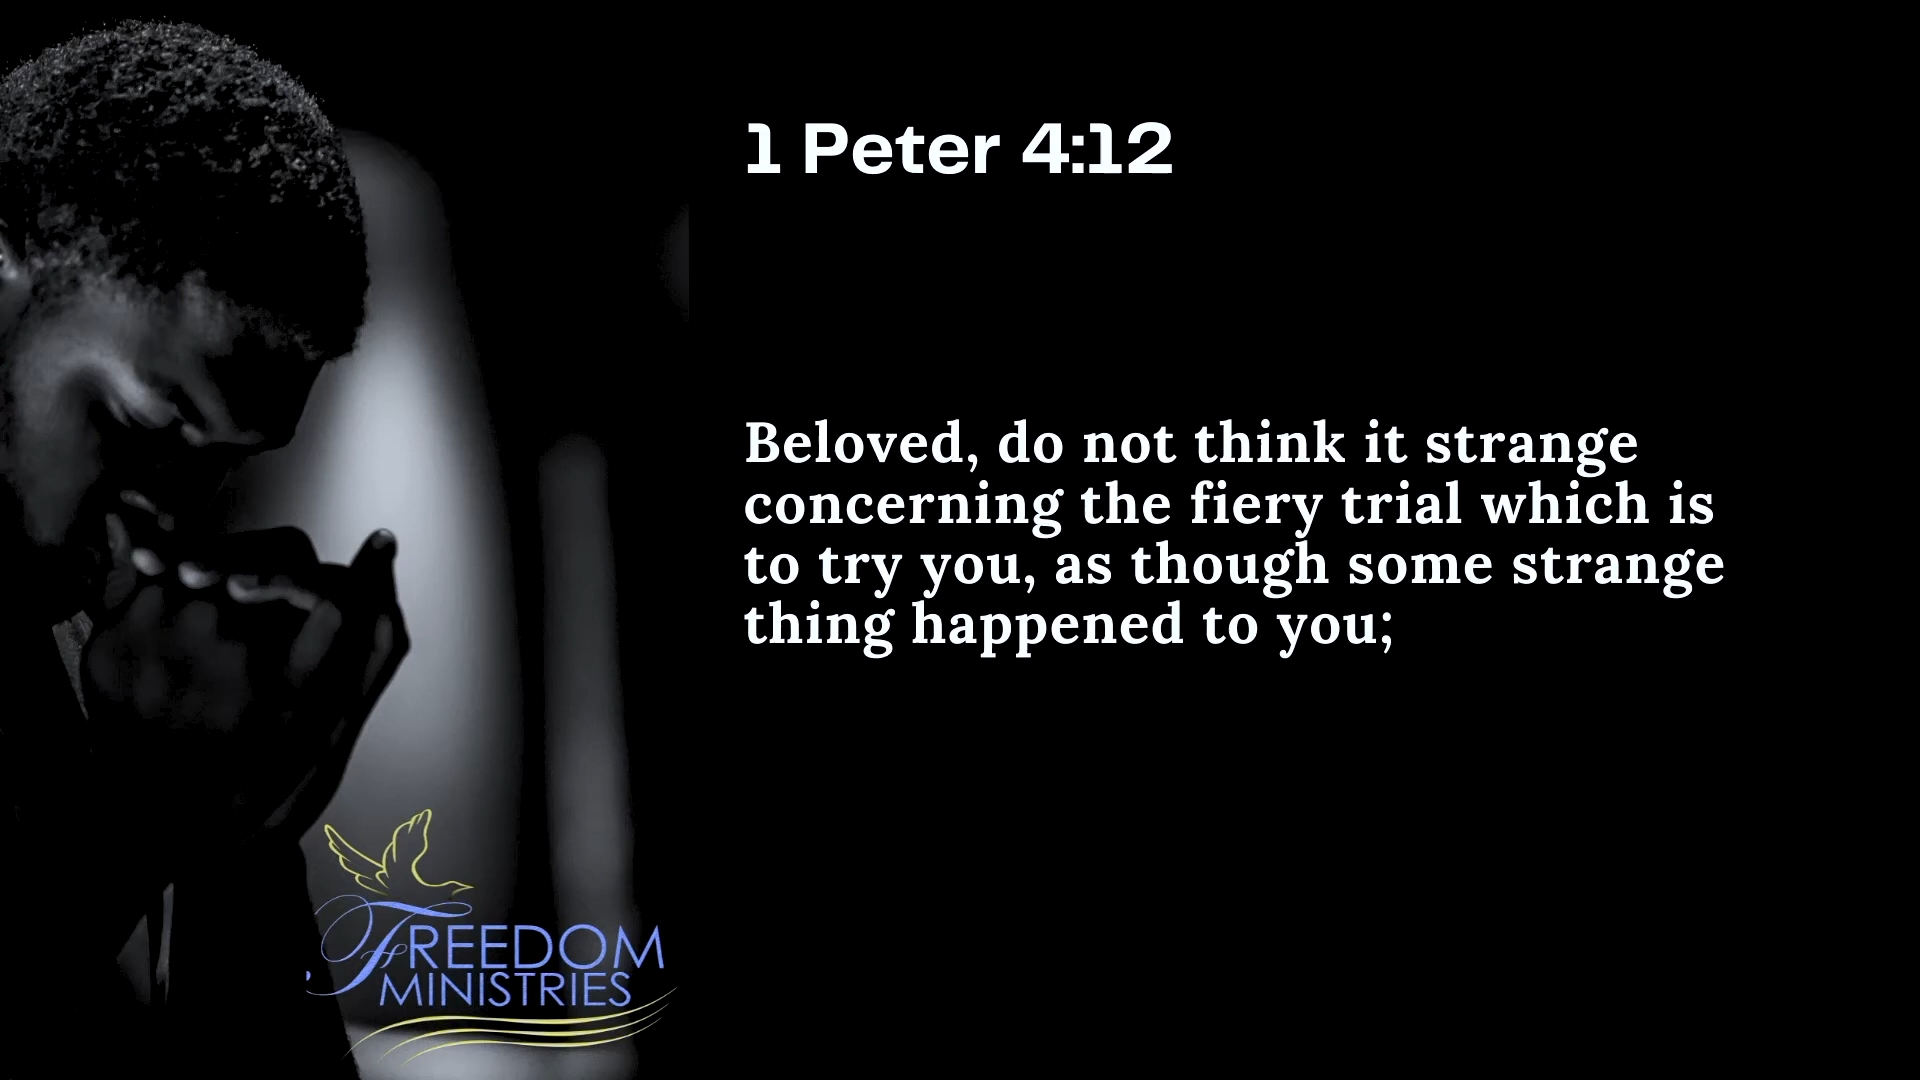 1 Peter 4:12
Beloved, do not think it strange
concerning the fiery trial which is
to try you, as though some strange
thing happened to you;
FREEDOM
MINISTRIES